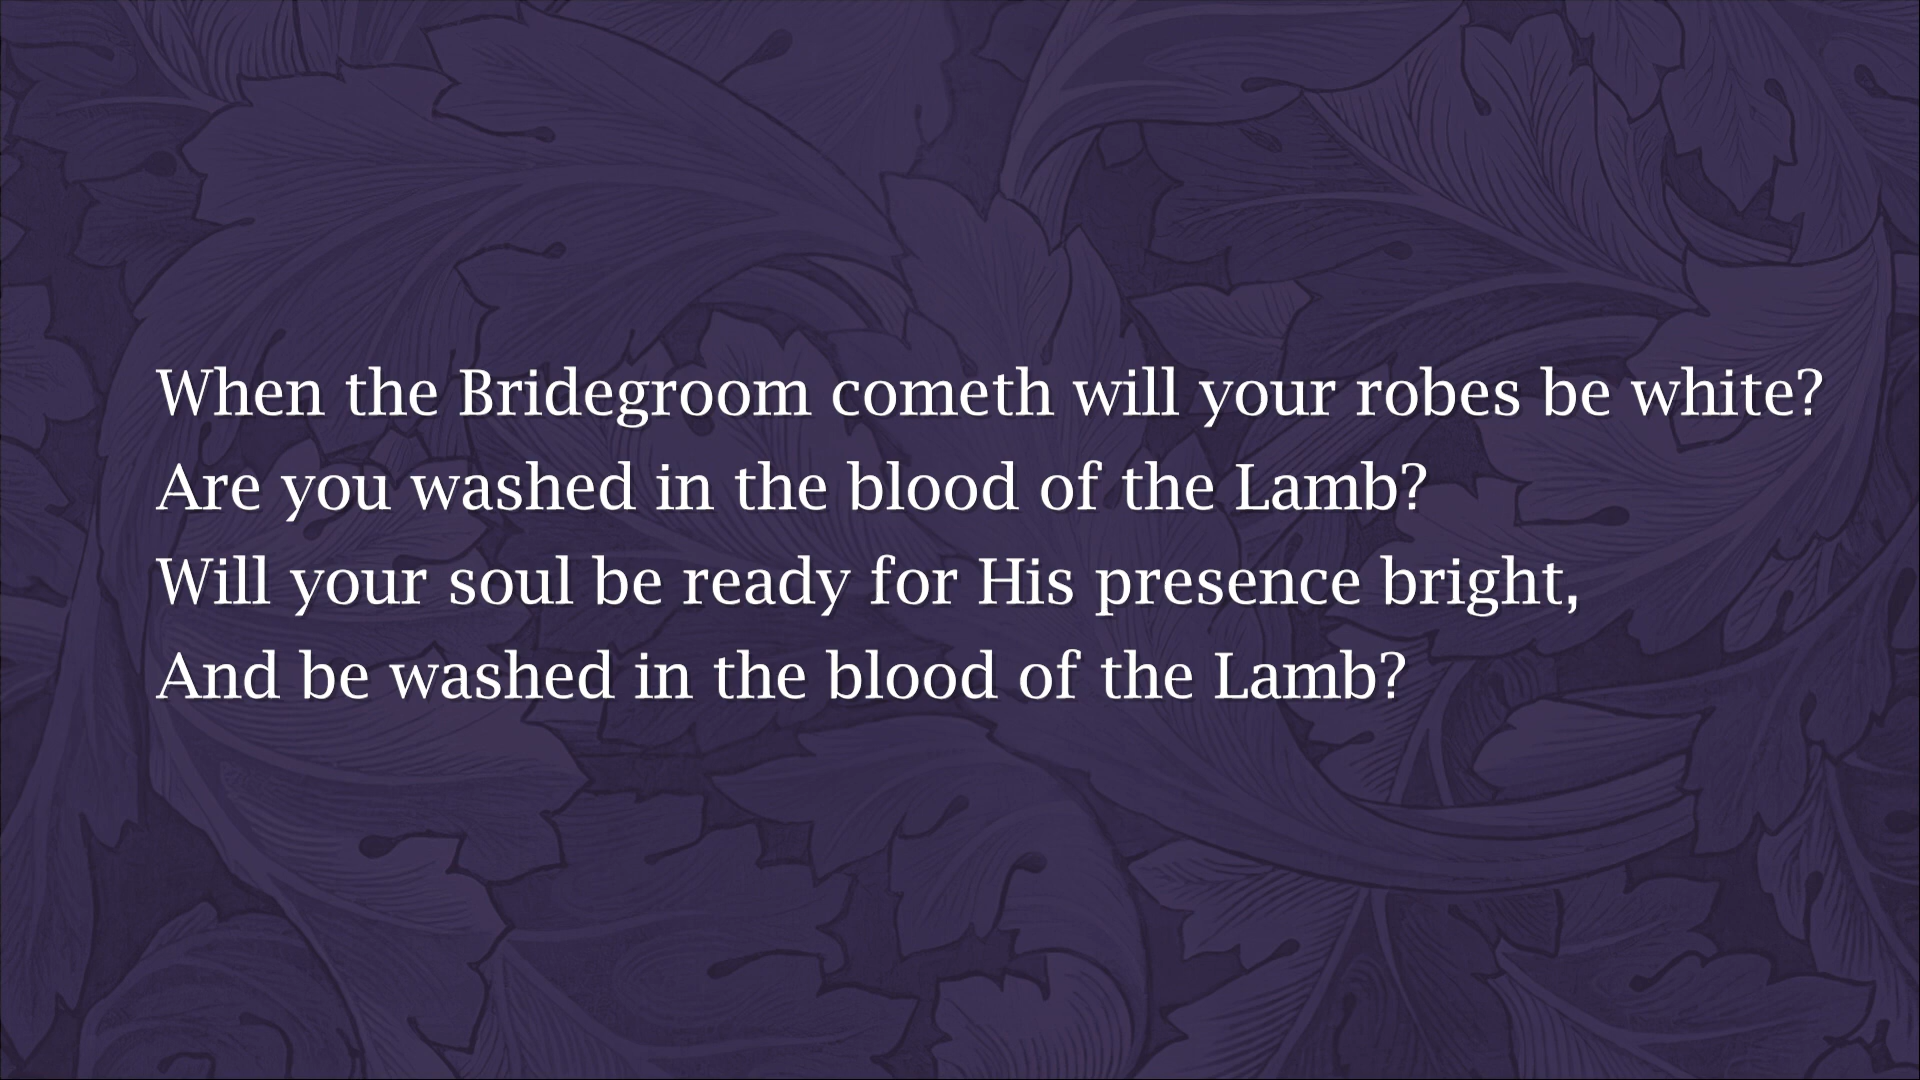 When the Bridegroom cometh will your robes be white?
Are you washed in the blood of the Lamb?
Will your soul be ready for His presence bright,
And be washed in the blood of the Lamb?